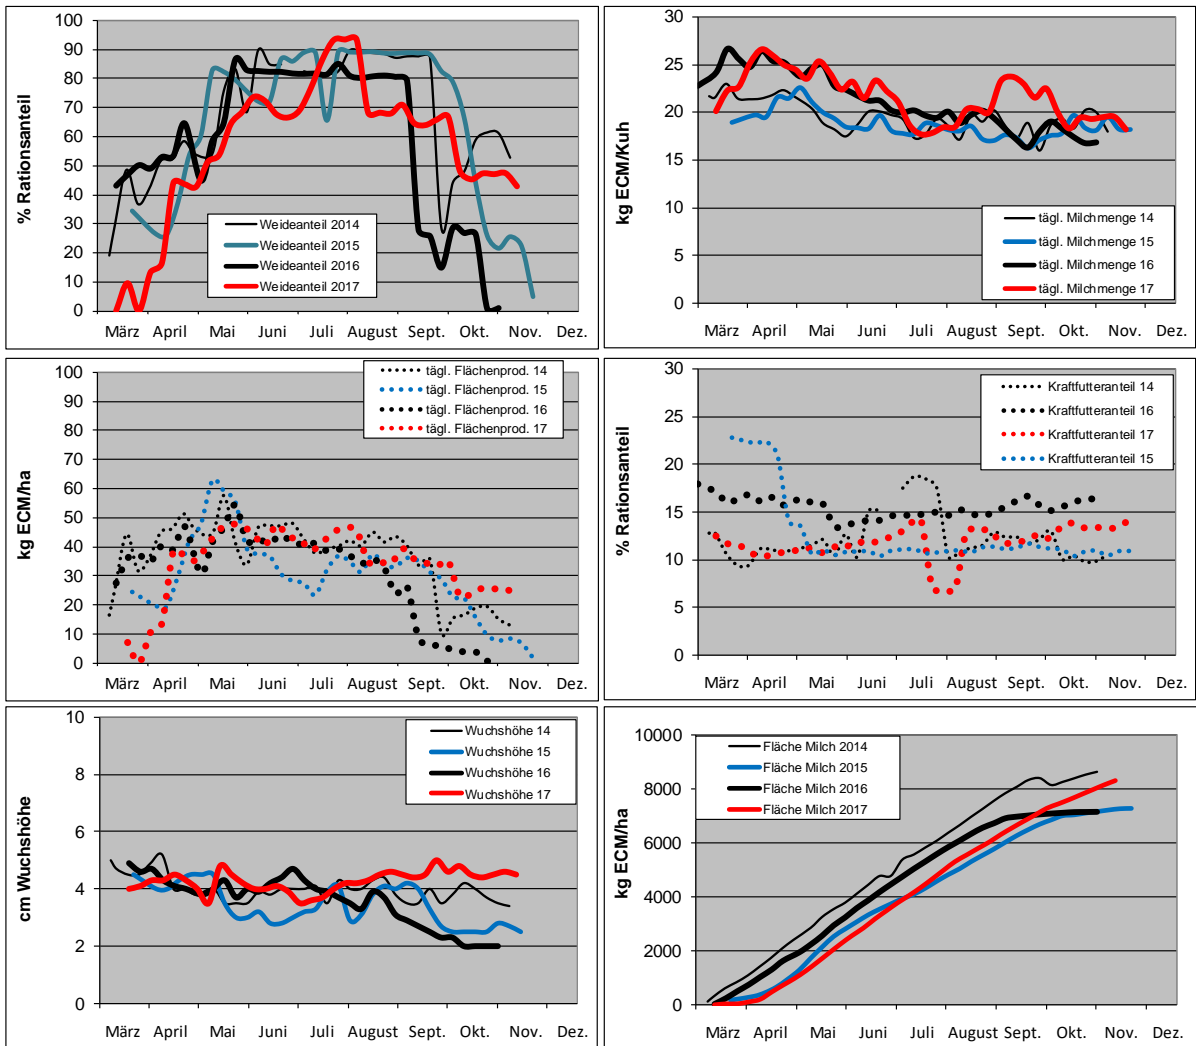 % Rationsanteil
100
90
80
70
60
50
40
30
20
10
0
Weideanteil 2014
Weideanteil 2015
Weideanteil 2016
Weideanteil 2017
März April Mai Juni Juli August Sept. Okt. Nov. Dez.
kg ECM/Kuh
30
25
20
15
10
5
0
tägl. Milchmenge 14
tägl. Milchmenge 15
tägl. Milchmenge 16
tägl. Milchmenge 17
März April Mai Juni Juli August Sept. Okt. Nov. Dez.
kg ECM/ha
100
90
80
70
60
50
40
30
20
10
0
tägl. Flächenprod. 14
tägl. Flächenprod. 15
tägl. Flächenprod. 16
tägl. Flächenprod. 17
März April Mai Juni Juli August Sept. Okt. Nov. Dez.
% Rationsanteil
30
25
20
15
10
5
0
Kraftfutteranteil 14
Kraftfutteranteil 16
Kraftfutteranteil 17
Kraftfutteranteil 15
März April Mai Juni Juli August Sept. Okt. Nov. Dez.
cm Wuchshöhe
10
8
6
4
2
0
Wuchshöhe 14
Wuchshöhe 15
Wuchshöhe 16
Wuchshöhe 17
März April Mai Juni Juli August Sept. Okt. Nov. Dez.
kg ECM/ha
10000
8000
6000
4000
2000
0
Fläche Milch 2014
Fläche Milch 2015
Fläche Milch 2016
Fläche Milch 2017
März April Mai Juni Juli August Sept. Okt. Nov. Dez.